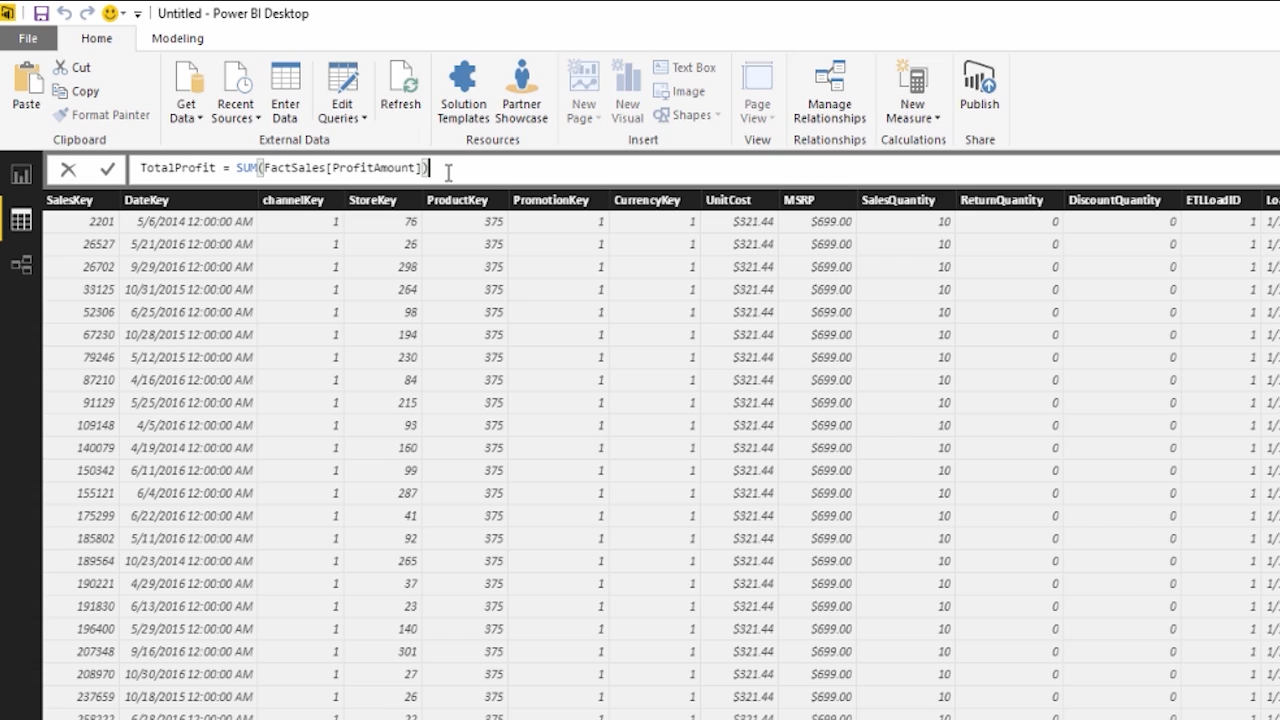 Untitled - Power BI Desktop
File Home Modeling
Paste Cut Copy Format Painter
Get Data Recent Sources Enter Data Edit Queries Refresh
Solution Templates Partner Showcase
New Page New Visual Text Box Image Shapes
Page View Manage Relationships New Measure Publish
Clipboard External Data Resources Insert View Relationships Calculations Share
TotalProfit = SUM(FactSales[ProfitAmount])
SalesKey DateKey channelKey StoreKey ProductKey PromotionKey CurrencyKey UnitCost MSRP SalesQuantity ReturnQuantity DiscountQuantity ETLLoadID
2201 5/6/2014 12:00:00 AM 1 76 375 1 1 $321.44 $699.00 10 0 0 1 1/
26527 5/21/2016 12:00:00 AM 1 26 375 1 1 $321.44 $699.00 10 0 0 1 1/
26702 9/29/2016 12:00:00 AM 1 298 375 1 1 $321.44 $699.00 10 0 0 1 1/
33125 10/31/2015 12:00:00 AM 1 264 375 1 1 $321.44 $699.00 10 0 0 1 1/
52306 6/25/2016 12:00:00 AM 1 98 375 1 1 $321.44 $699.00 10 0 0 1 1/
67230 10/28/2015 12:00:00 AM 1 194 375 1 1 $321.44 $699.00 10 0 0 1 1/
79246 5/12/2015 12:00:00 AM 1 230 375 1 1 $321.44 $699.00 10 0 0 1 1/
87210 4/16/2016 12:00:00 AM 1 84 375 1 1 $321.44 $699.00 10 0 0 1 1/
91129 5/25/2016 12:00:00 AM 1 215 375 1 1 $321.44 $699.00 10 0 0 1 1/
109148 4/5/2016 12:00:00 AM 1 93 375 1 1 $321.44 $699.00 10 0 0 1 1/
140079 4/19/2014 12:00:00 AM 1 160 375 1 1 $321.44 $699.00 10 0 0 1 1/
150342 6/11/2016 12:00:00 AM 1 99 375 1 1 $321.44 $699.00 10 0 0 1 1/
155121 6/4/2016 12:00:00 AM 1 287 375 1 1 $321.44 $699.00 10 0 0 1 1/
175299 6/22/2016 12:00:00 AM 1 41 375 1 1 $321.44 $699.00 10 0 0 1 1/
185802 5/11/2016 12:00:00 AM 1 92 375 1 1 $321.44 $699.00 10 0 0 1 1/
189564 10/23/2014 12:00:00 AM 1 265 375 1 1 $321.44 $699.00 10 0 0 1 1/
190221 4/29/2016 12:00:00 AM 1 37 375 1 1 $321.44 $699.00 10 0 0 1 1/
191830 6/13/2016 12:00:00 AM 1 23 375 1 1 $321.44 $699.00 10 0 0 1 1/
196400 5/29/2015 12:00:00 AM 1 140 375 1 1 $321.44 $699.00 10 0 0 1 1/
207348 9/16/2016 12:00:00 AM 1 301 375 1 1 $321.44 $699.00 10 0 0 1 1/
208970 10/30/2016 12:00:00 AM 1 27 375 1 1 $321.44 $699.00 10 0 0 1 1/
237659 10/18/2015 12:00:00 AM 1 26 375 1 1 $321.44 $699.00 10 0 0 1 1/